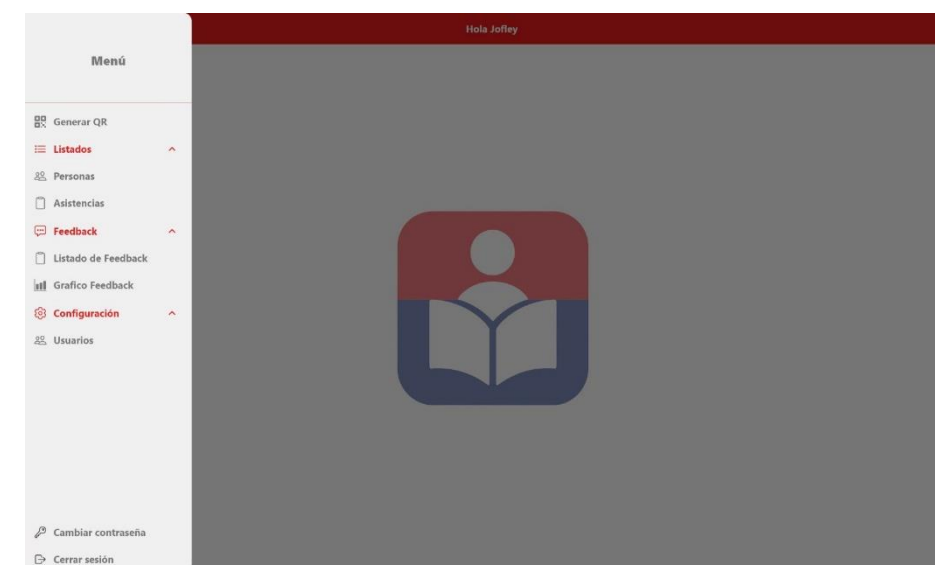 Hola Jofley
Menú
Generar QR
Listados
Personas
Asistencias
Feedback
Listado de Feedback
Grafico Feedback
Configuración
Usuarios
Cambiar contraseña
Cerrar sesión